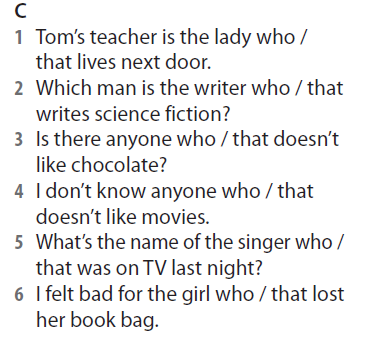 C
1 Tom’s teacher is the lady who /
that lives next door.
2 Which man is the writer who / that
writes science fiction?
3 Is there anyone who / that doesn’t
like chocolate?
4 I don’t know anyone who / that
doesn’t like movies.
5 What’s the name of the singer who /
that was on TV last night?
6 I felt bad for the girl who / that lost
her book bag.